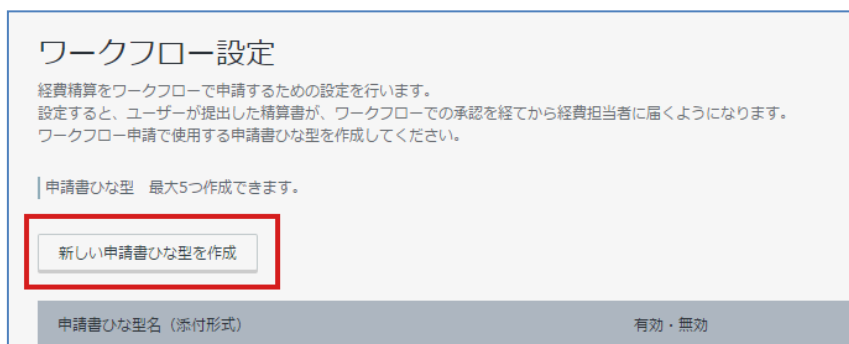 ワークフロー設定
経費精算をワークフローで申請するための設定を行います。
設定すると、ユーザーが提出した精算書が、ワークフローでの承認を経てから経費担当者に届くようになります。
ワークフロー申請で使用する申請書ひな型を作成してください。
申請書ひな型　最大5つ作成できます。
新しい申請書ひな型を作成
申請書ひな型名（添付形式）　有効・無効